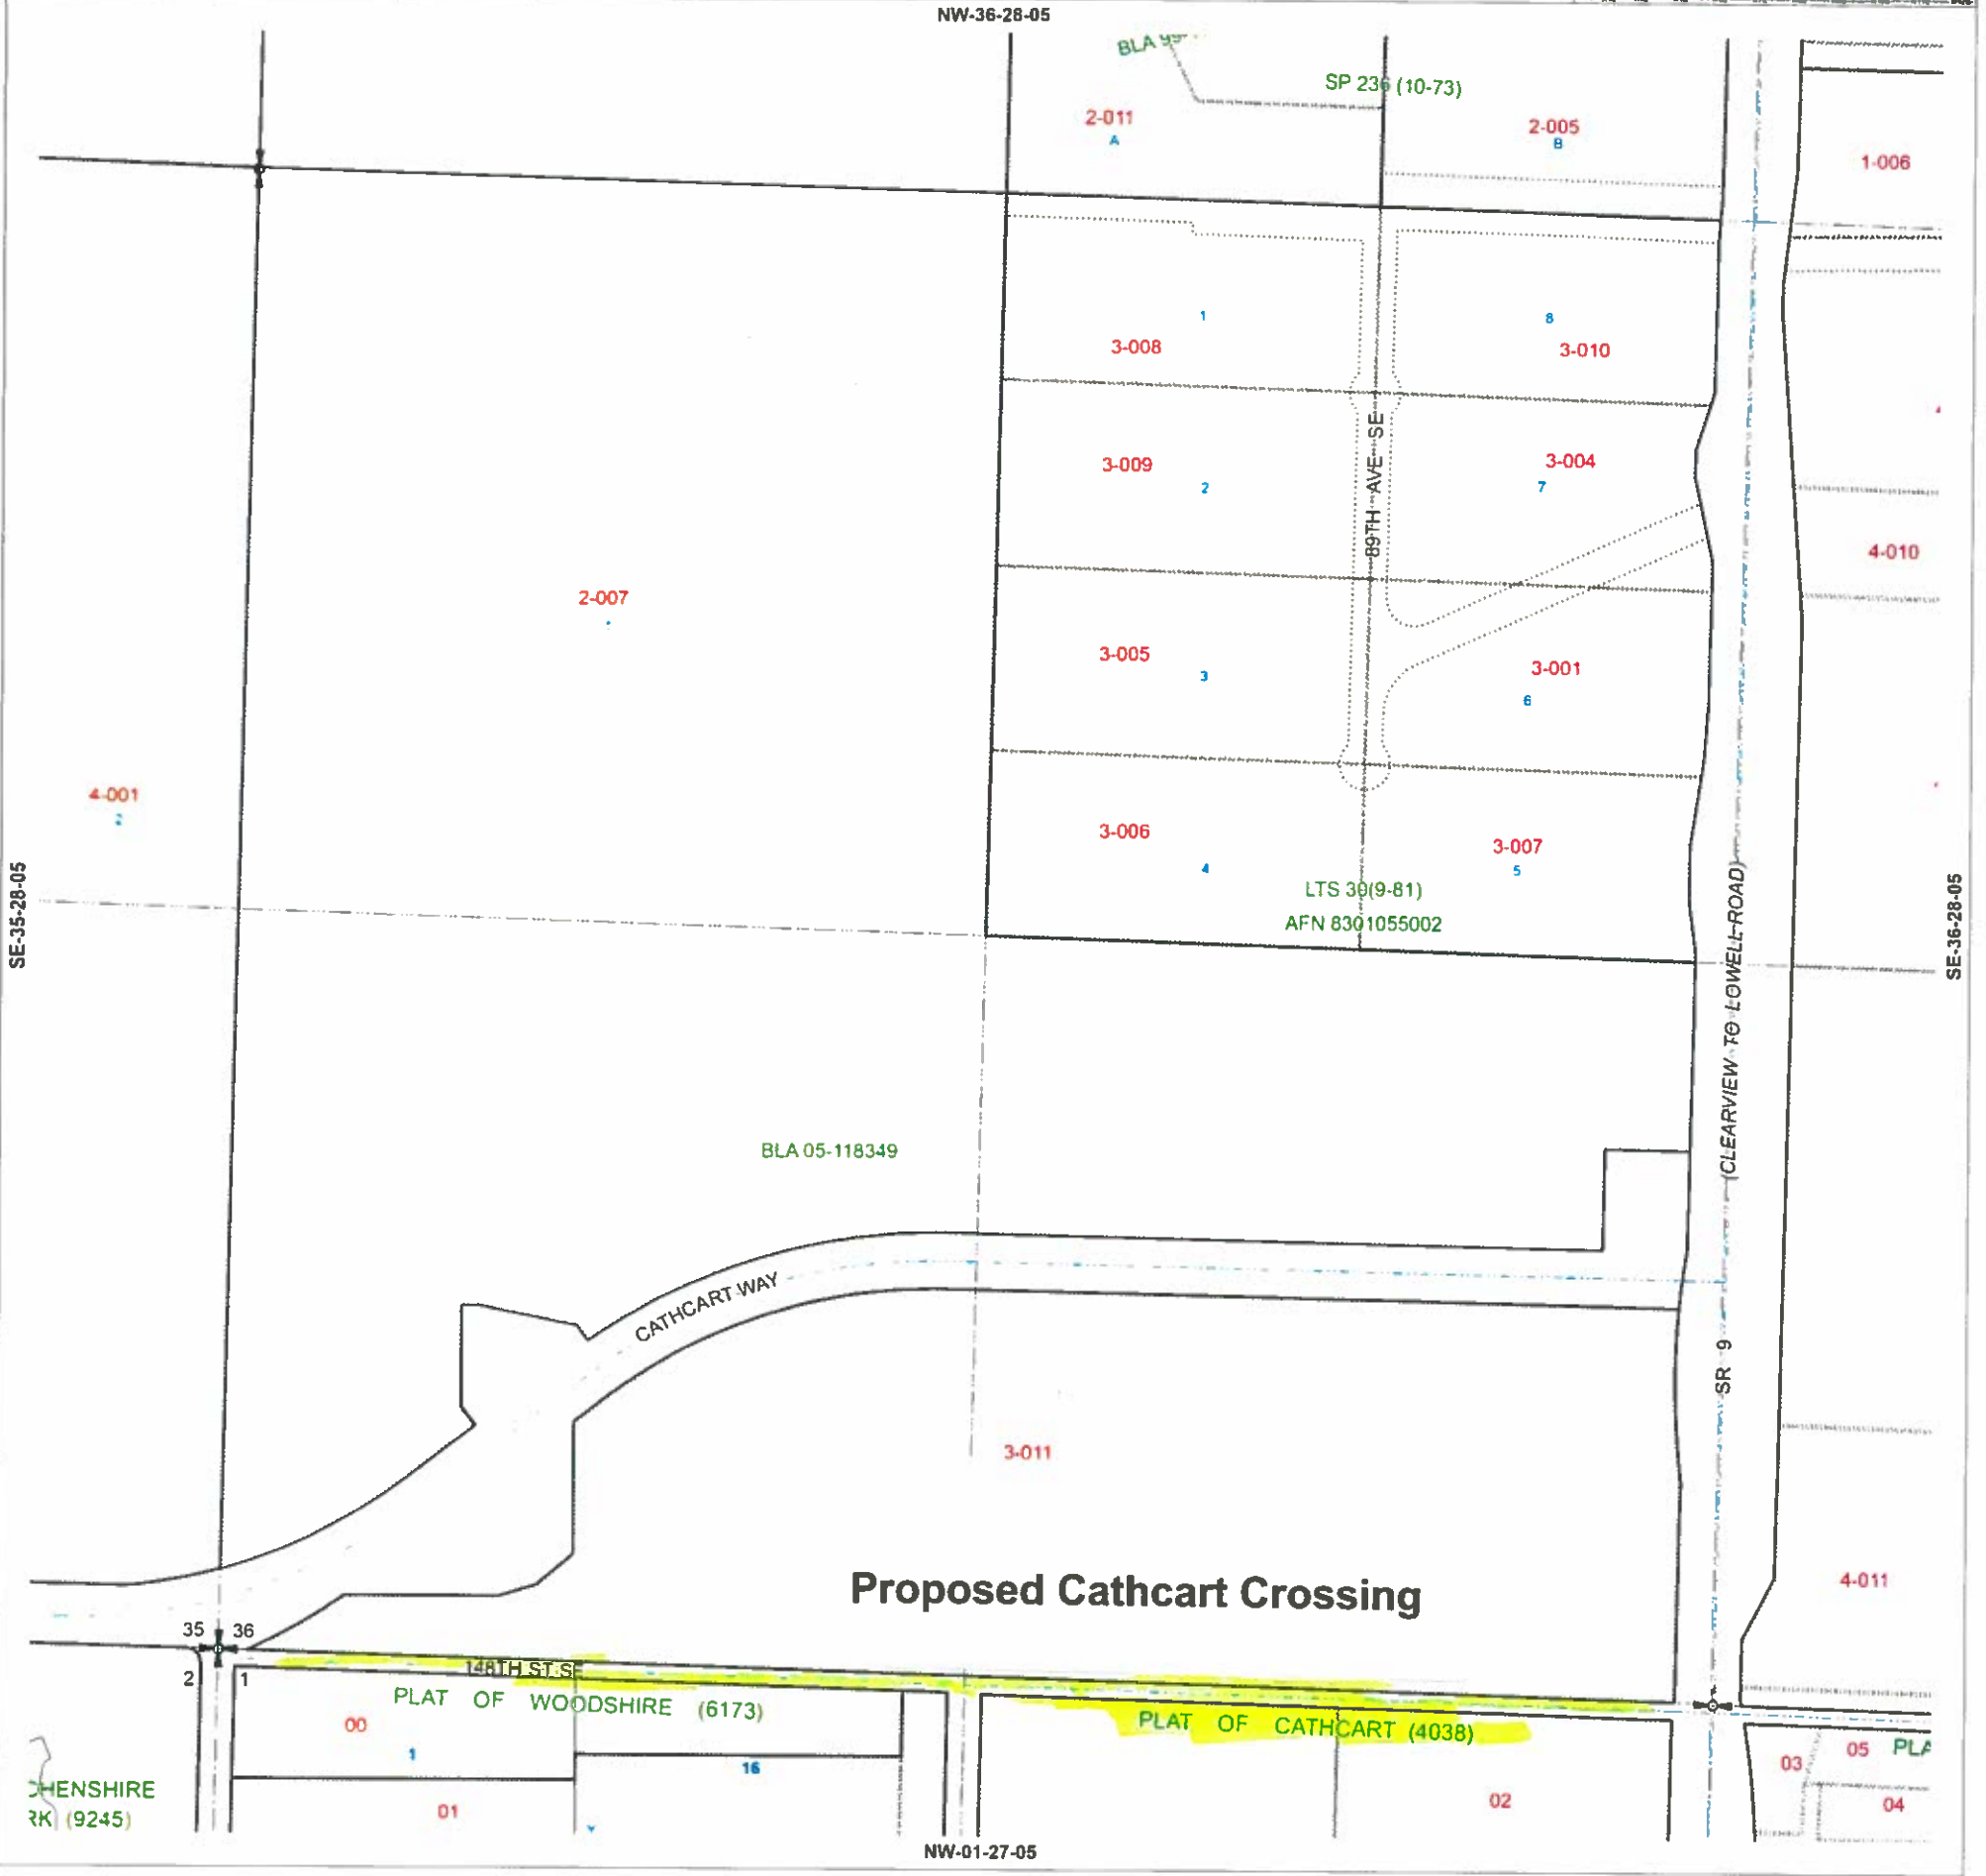 NW-36-28-05
BLA
SP 236 (10-73)
2-011
A
2-005
B
1-006
1
8
3-008
3-010
3-009
2
89TH AVE SE
3-004
7
4-010
2-007
3-005
3
3-001
6
4-001
2
3-006
4
3-007
5
LTS 30(9-81)
AFN 8301055002
SE-35-28-05
SE-36-28-05
(CLEARVIEW TO LOWELL ROAD)
BLA 05-118349
CATHCART WAY
SR 9
3-011
Proposed Cathcart Crossing
4-011
35 36
2 1
148TH ST SE
PLAT OF WOODSHIRE (6173)
PLAT OF CATHCART (4038)
00
1
16
03
05 PLA
HENSHIRE
RK (9245)
01
02
04
NW-01-27-05